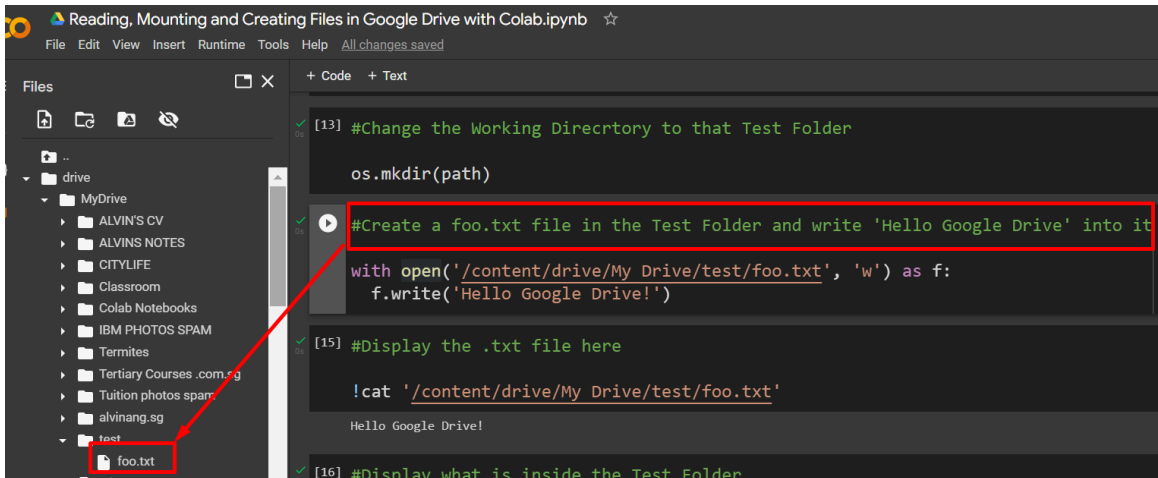 CO
Reading, Mounting and Creating Files in Google Drive with Colab.ipynb
File Edit View Insert Runtime Tools Help All changes saved
Files
+ Code + Text
..
drive
MyDrive
ALVIN'S CV
ALVINS NOTES
CITYLIFE
Classroom
Colab Notebooks
IBM PHOTOS SPAM
Termites
Tertiary Courses .com.sg
Tuition photos spam
alvinang.sg
test
foo.txt
[13] #Change the Working Direcrtory to that Test Folder
0s
os.mkdir(path)
#Create a foo.txt file in the Test Folder and write 'Hello Google Drive' into it
0s
with open('/content/drive/My Drive/test/foo.txt', 'w') as f:
f.write('Hello Google Drive!')
[15] #Display the .txt file here
0s
!cat '/content/drive/My Drive/test/foo.txt'
Hello Google Drive!
[16] #Display what is inside the Test Folder